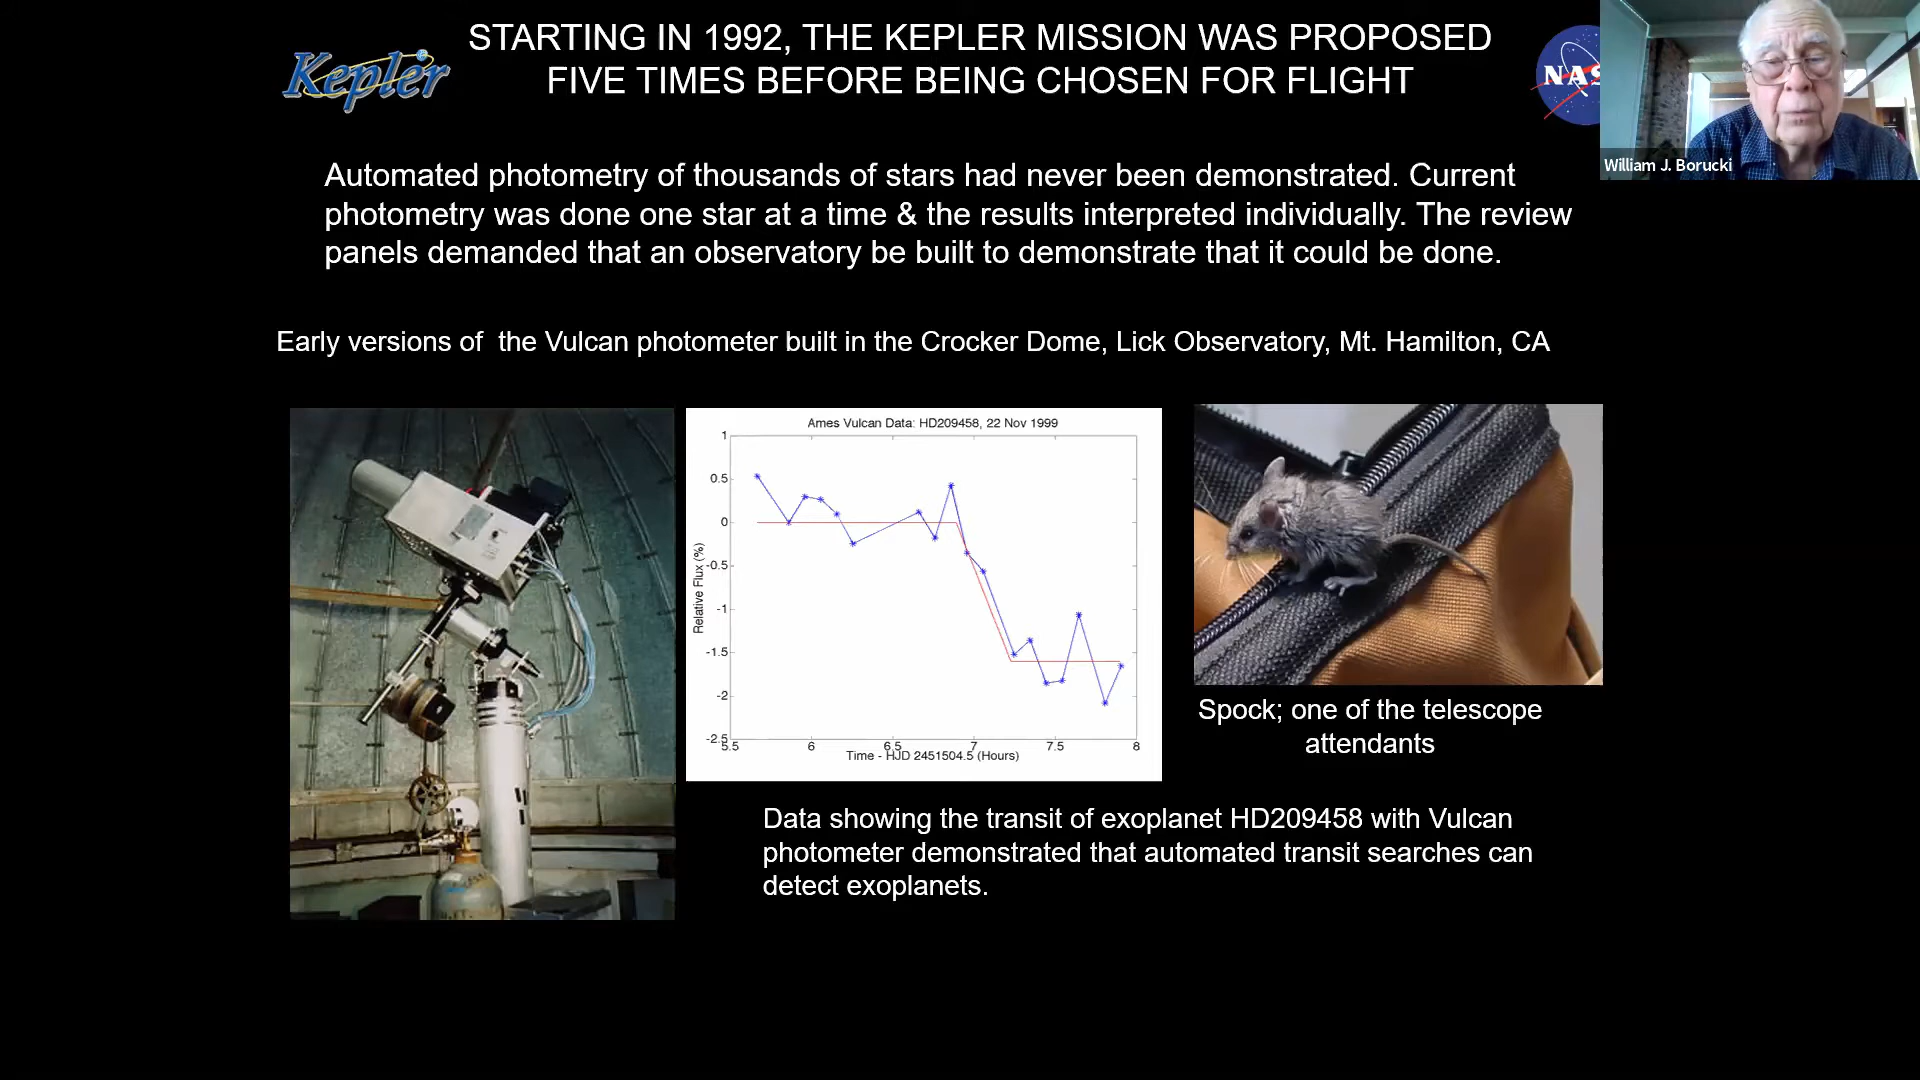 STARTING IN 1992, THE KEPLER MISSION WAS PROPOSED
FIVE TIMES BEFORE BEING CHOSEN FOR FLIGHT
Kepler
NAS
William J. Borucki
Automated photometry of thousands of stars had never been demonstrated. Current
photometry was done one star at a time & the results interpreted individually. The review
panels demanded that an observatory be built to demonstrate that it could be done.
Early versions of the Vulcan photometer built in the Crocker Dome, Lick Observatory, Mt. Hamilton, CA
Ames Vulcan Data: HD209458, 22 Nov 1999
1
0.5
0
-0.5
-1
-1.5
-2
-2.5
Relative Flux (%)
5.5 6 6.5 7 7.5 8
Time - HJD 2451504.5 (Hours)
Spock; one of the telescope
attendants
Data showing the transit of exoplanet HD209458 with Vulcan
photometer demonstrated that automated transit searches can
detect exoplanets.